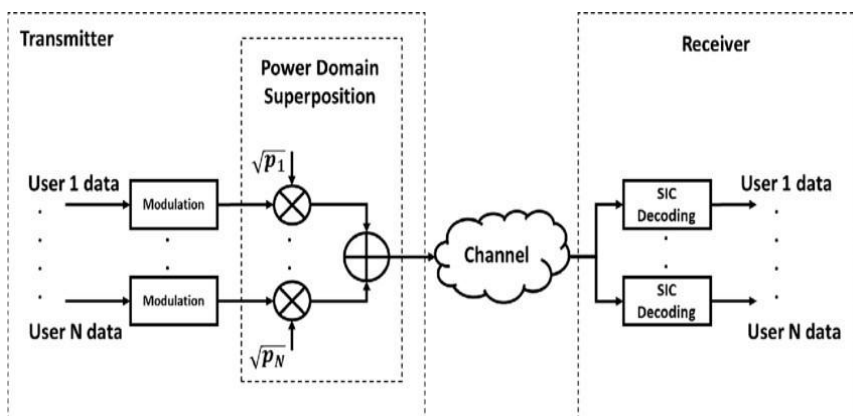 Transmitter
Receiver
Power Domain
Superposition
√p₁
User 1 data
Modulation
SIC
Decoding
User 1 data
Channel
User N data
Modulation
√p_N
SIC
Decoding
User N data